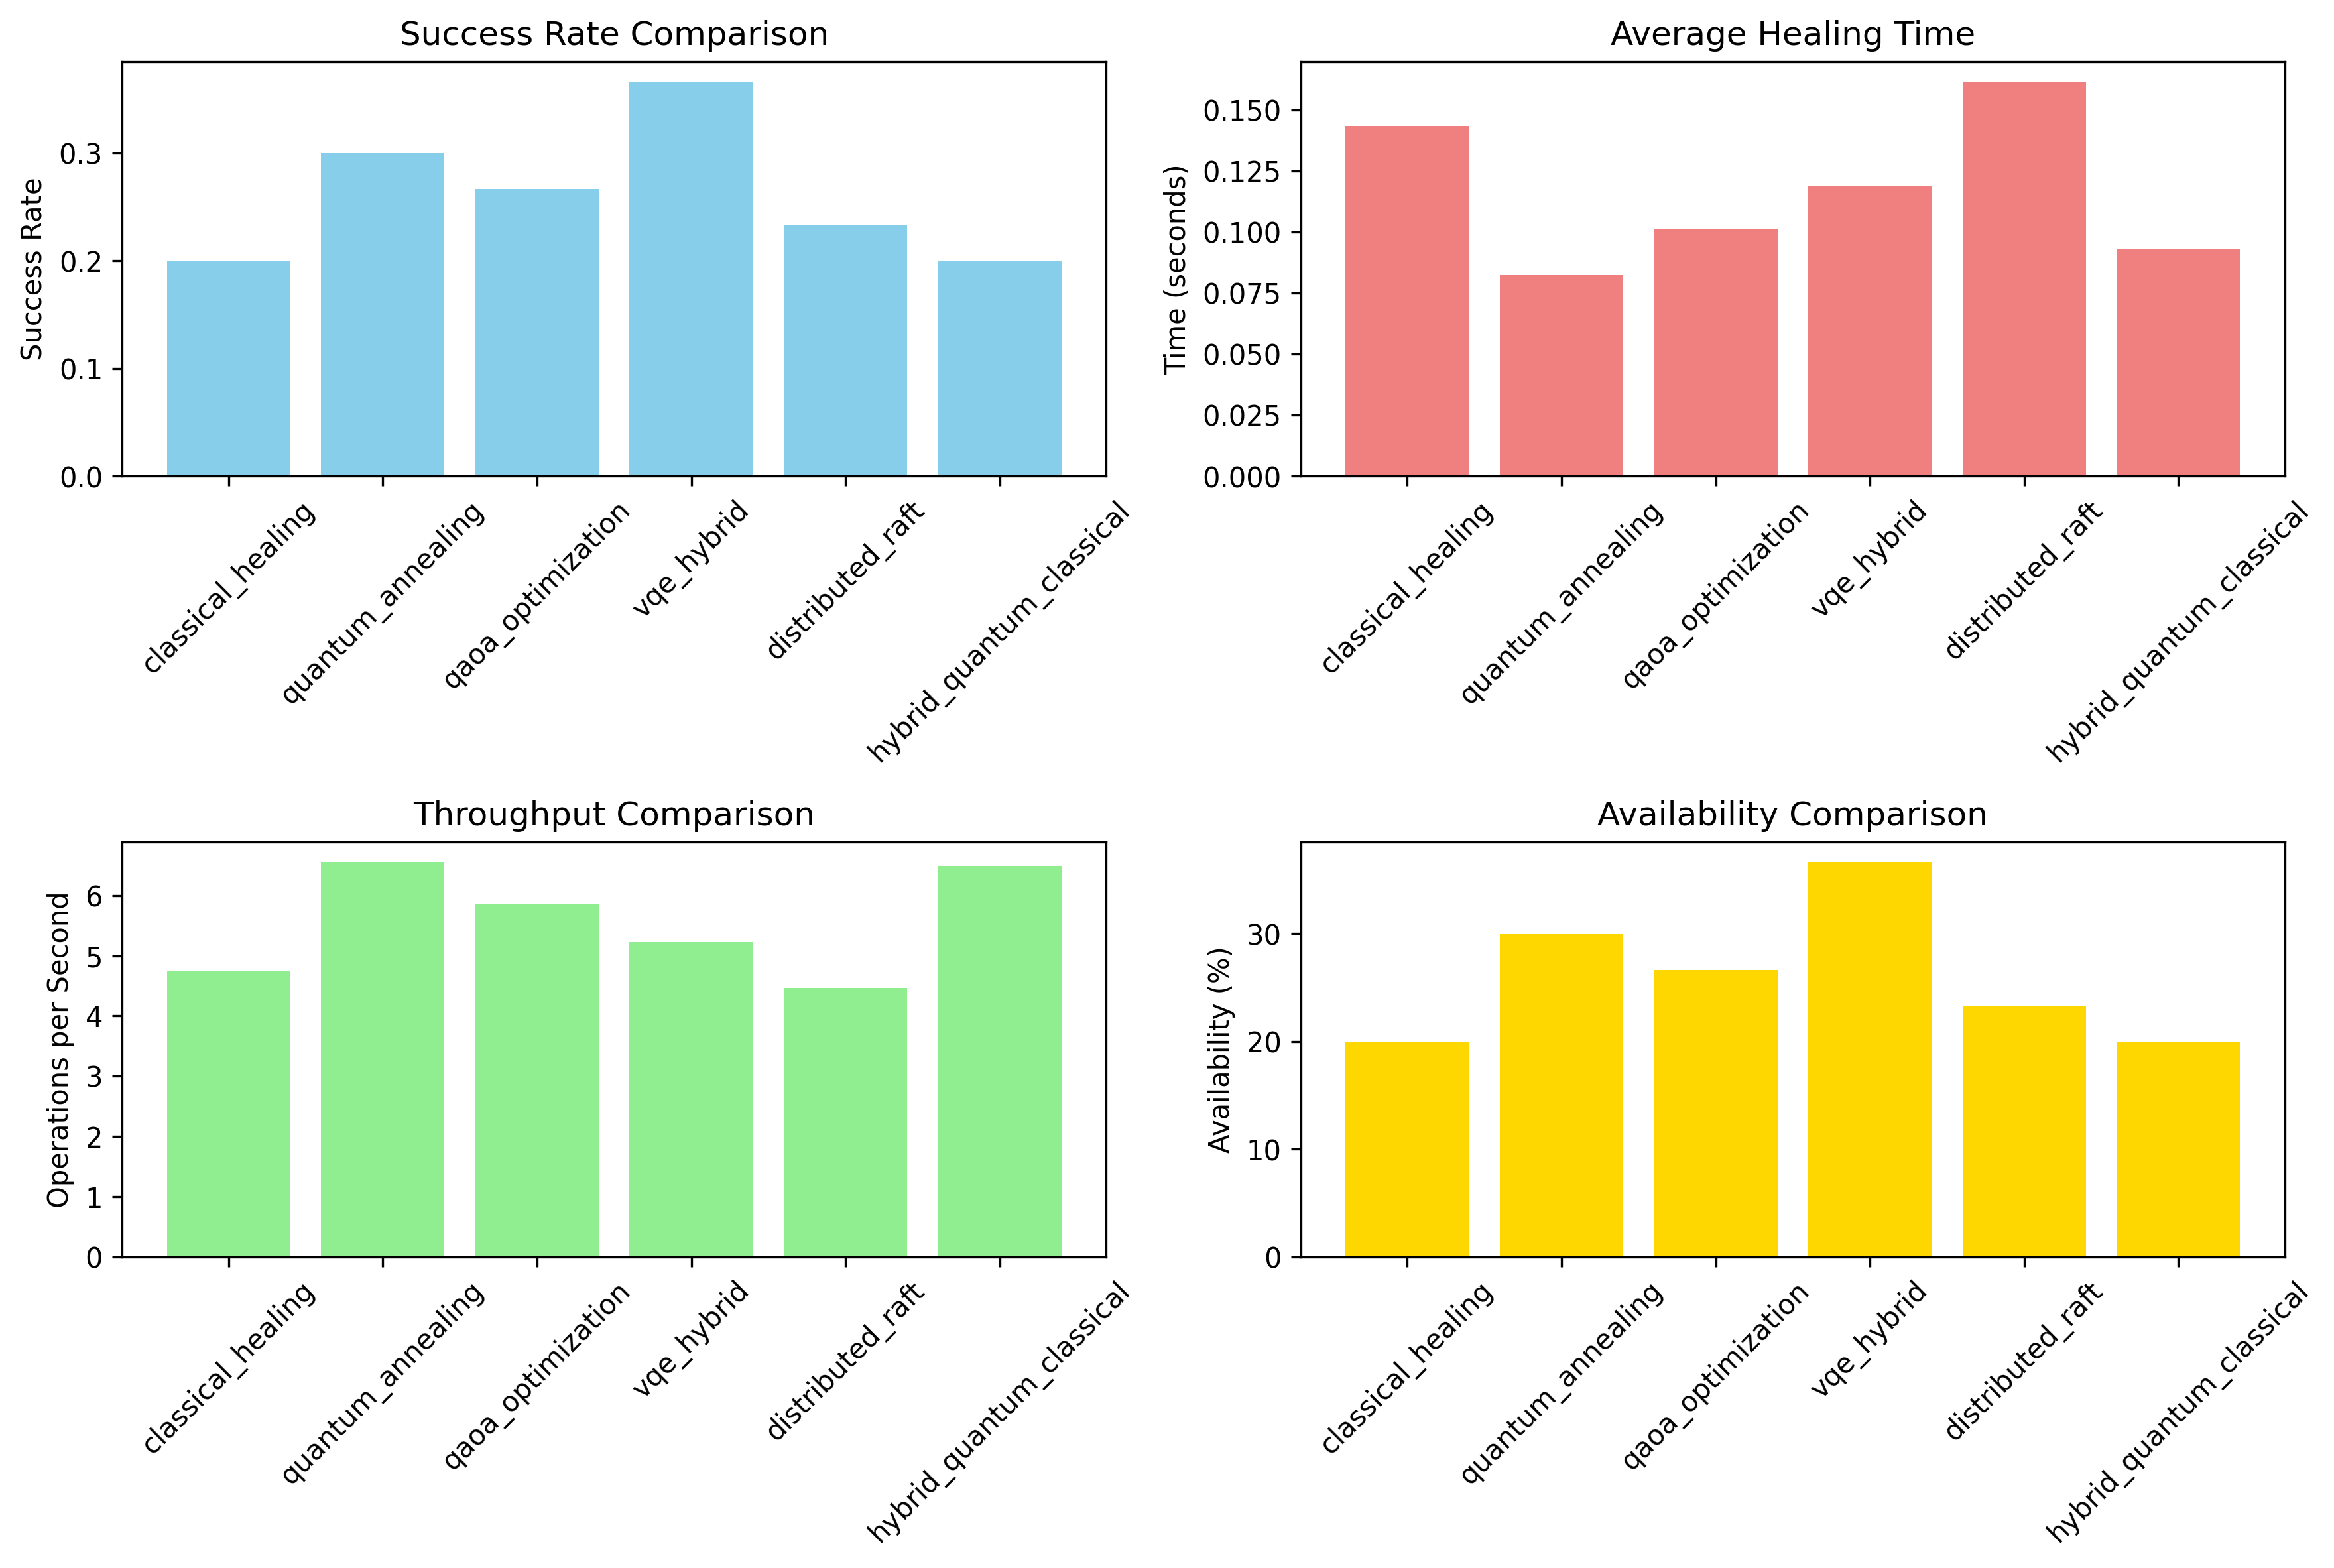 Success Rate Comparison
Success Rate
0.3
0.2
0.1
0.0
classical_healing
quantum_annealing
qaoa_optimization
vqe_hybrid
distributed_raft
hybrid_quantum_classical
Average Healing Time
Time (seconds)
0.150
0.125
0.100
0.075
0.050
0.025
0.000
classical_healing
quantum_annealing
qaoa_optimization
vqe_hybrid
distributed_raft
hybrid_quantum_classical
Throughput Comparison
Operations per Second
6
5
4
3
2
1
0
classical_healing
quantum_annealing
qaoa_optimization
vqe_hybrid
distributed_raft
hybrid_quantum_classical
Availability Comparison
Availability (%)
30
20
10
0
classical_healing
quantum_annealing
qaoa_optimization
vqe_hybrid
distributed_raft
hybrid_quantum_classical